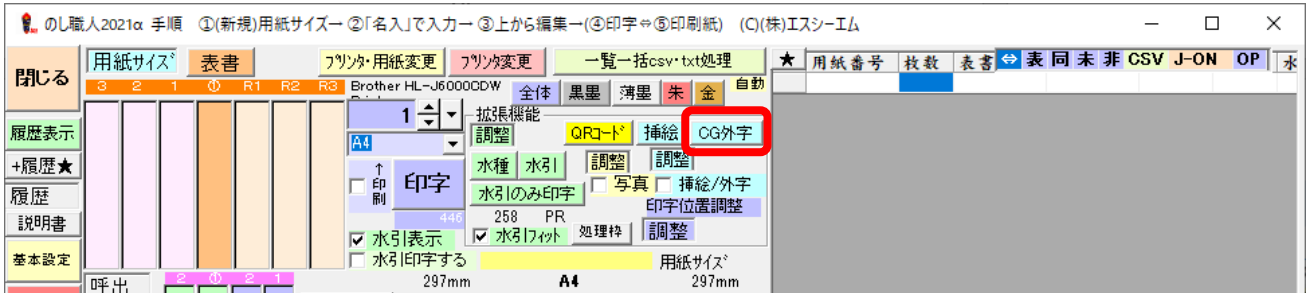 のし職人2021α 手順　①(新規)用紙サイズ→ ②「名入」で入力→ ③上から編集→(④印字⇔⑤印刷紙)　(C)(株)エスシーエム
閉じる 用紙サイズ 表書 プリンタ・用紙変更 プリンタ変更 一覧一括csv・txt処理 ★ 用紙番号 枚数 表書 ⇔ 表 同 未 非 CSV J-ON OP 水
3 2 1 ① R1 R2 R3 Brother HL-J6000CDW 全体 黒墨 薄墨 朱 金 自動
1 拡張機能
履歴表示 A4 調整 QRコード 挿絵 CG外字
+履歴★ ↑印刷 印字 水種 水引 調整 調整
履歴 水引のみ印字 写真 挿絵/外字
説明書 446 258 PR 印字位置調整
水引表示 水引フィット 処理枠 調整
基本設定 水引印字する 用紙サイズ
呼出 2 ① 2 1 297mm A4 297mm